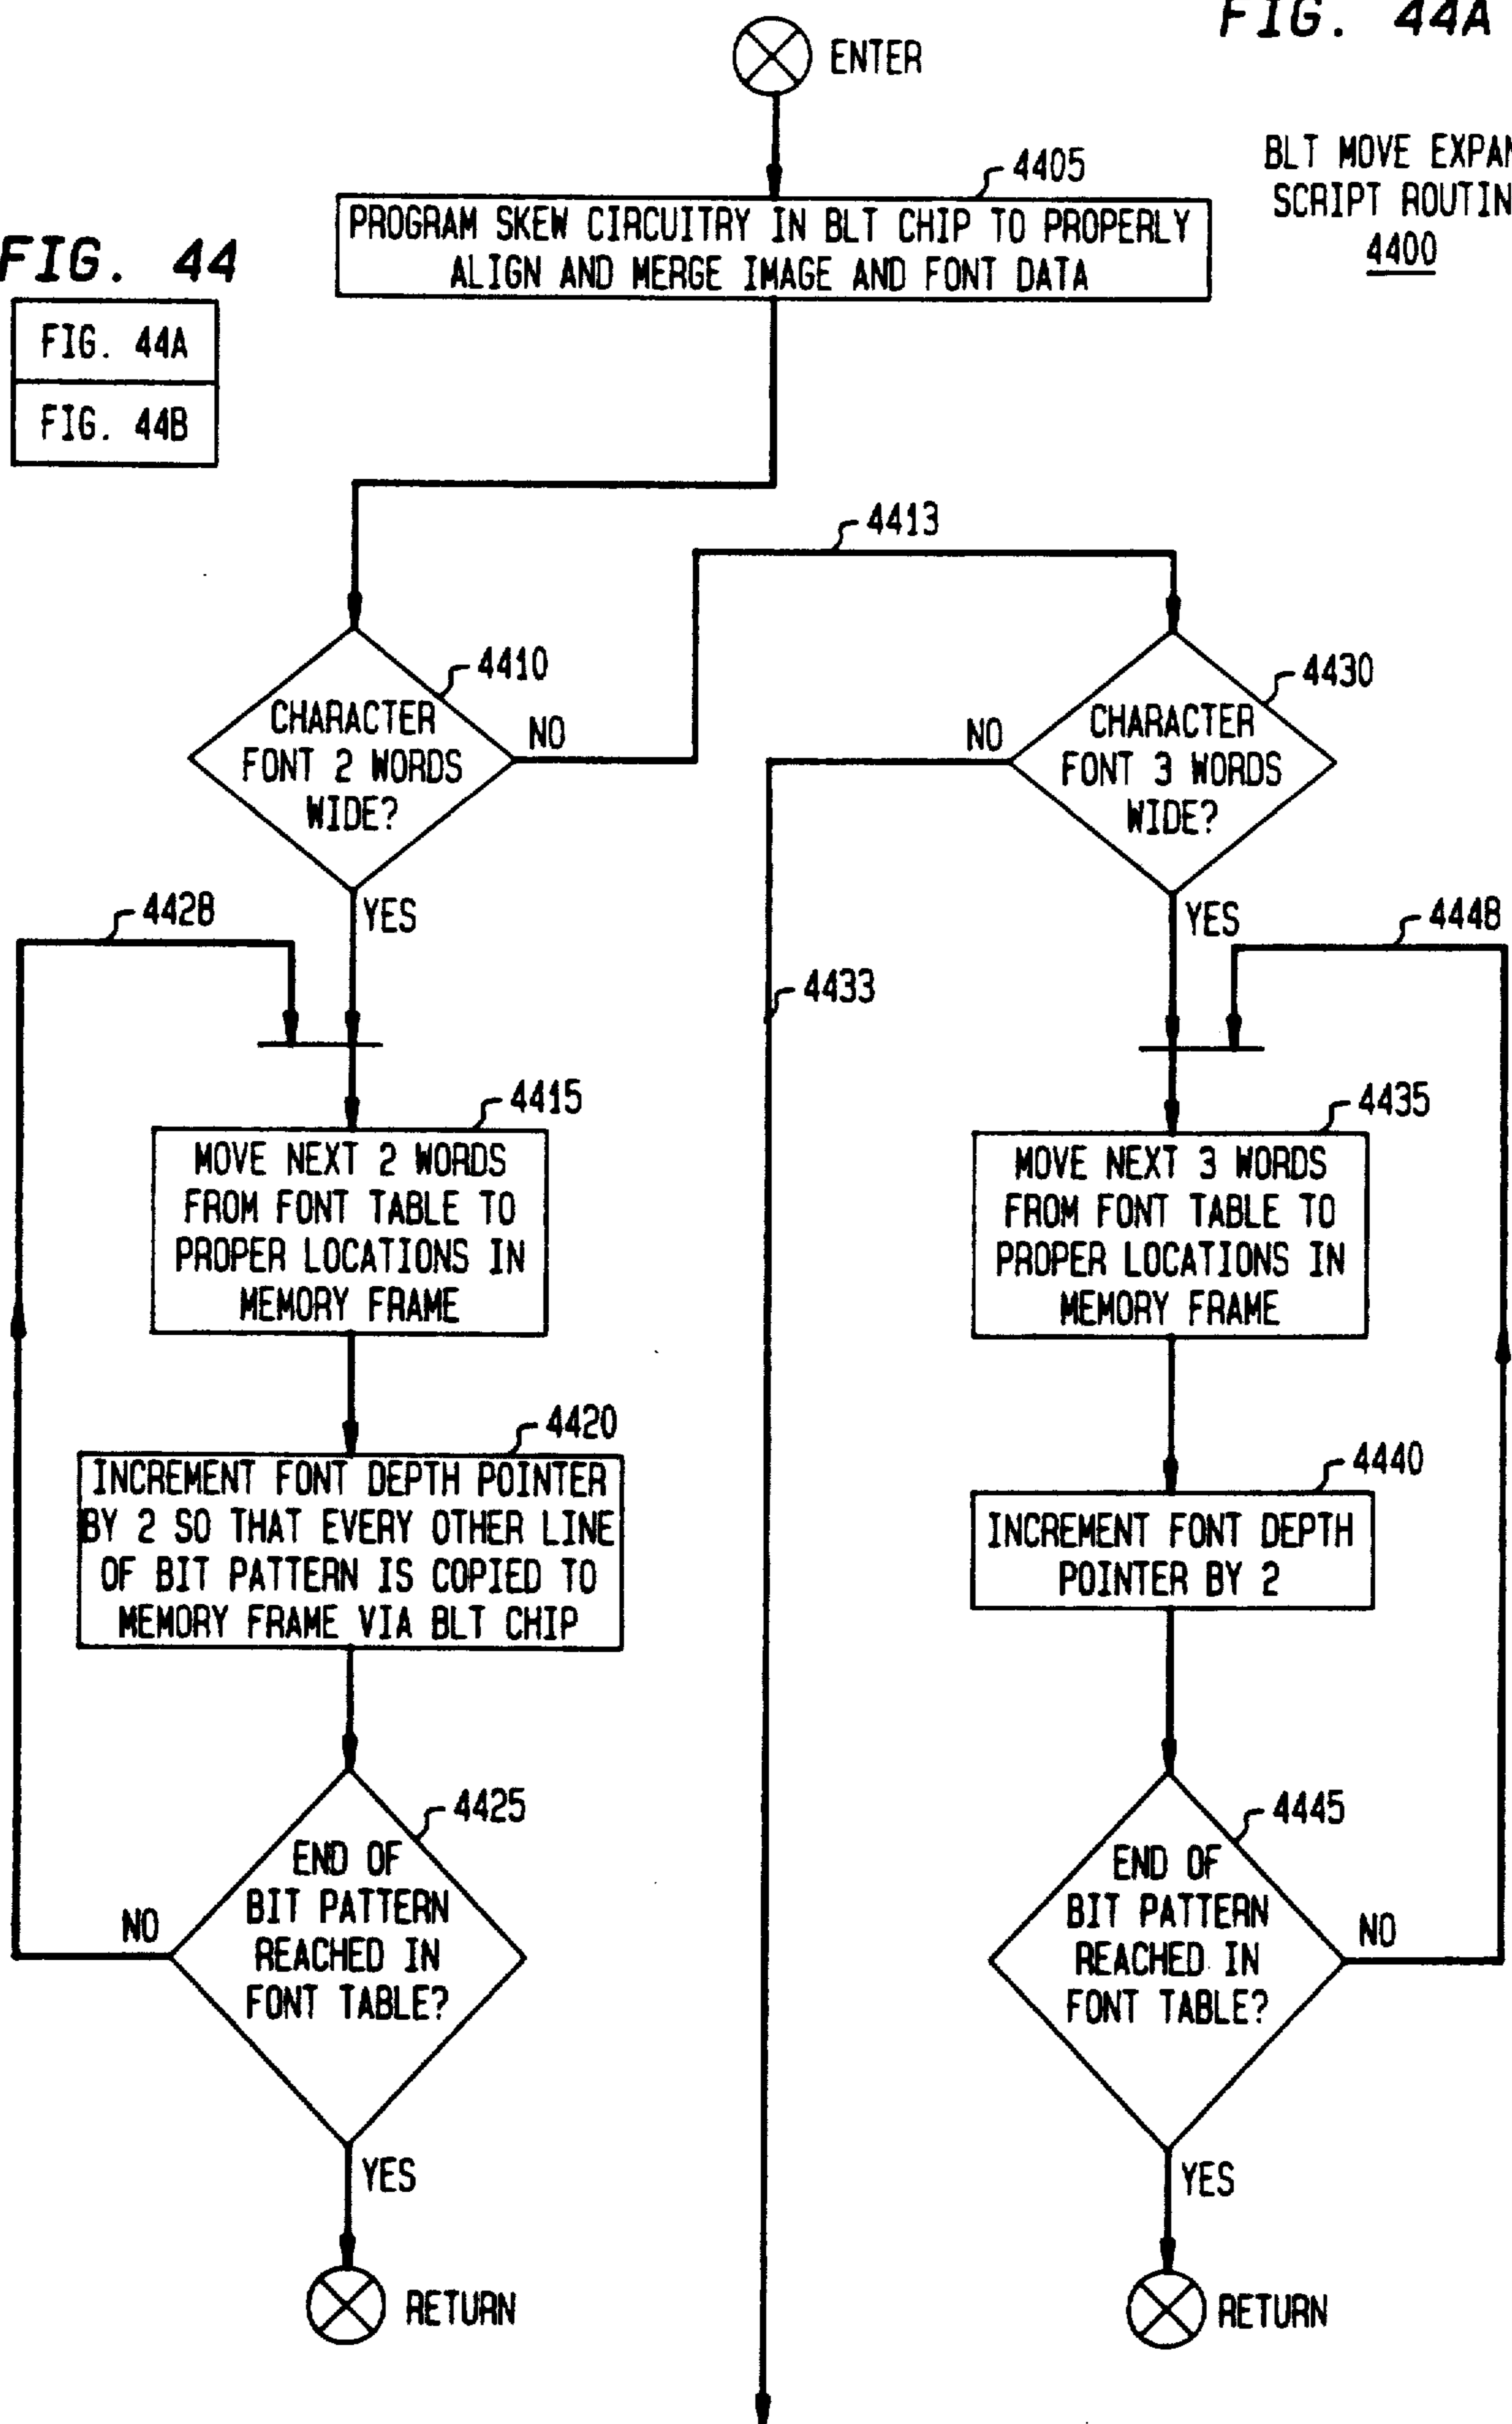 FIG. 44A
ENTER
BLT MOVE EXPAN
SCRIPT ROUTIN
4400
4405
PROGRAM SKEW CIRCUITRY IN BLT CHIP TO PROPERLY
ALIGN AND MERGE IMAGE AND FONT DATA
FIG. 44
FIG. 44A
FIG. 44B
4413
4410
CHARACTER
FONT 2 WORDS
WIDE?
NO
YES
4430
CHARACTER
FONT 3 WORDS
WIDE?
NO
YES
4428
4433
4448
4415
MOVE NEXT 2 WORDS
FROM FONT TABLE TO
PROPER LOCATIONS IN
MEMORY FRAME
4435
MOVE NEXT 3 WORDS
FROM FONT TABLE TO
PROPER LOCATIONS IN
MEMORY FRAME
4420
INCREMENT FONT DEPTH POINTER
BY 2 SO THAT EVERY OTHER LINE
OF BIT PATTERN IS COPIED TO
MEMORY FRAME VIA BLT CHIP
4440
INCREMENT FONT DEPTH
POINTER BY 2
4425
END OF
BIT PATTERN
REACHED IN
FONT TABLE?
NO
YES
RETURN
4445
END OF
BIT PATTERN
REACHED IN
FONT TABLE?
NO
YES
RETURN